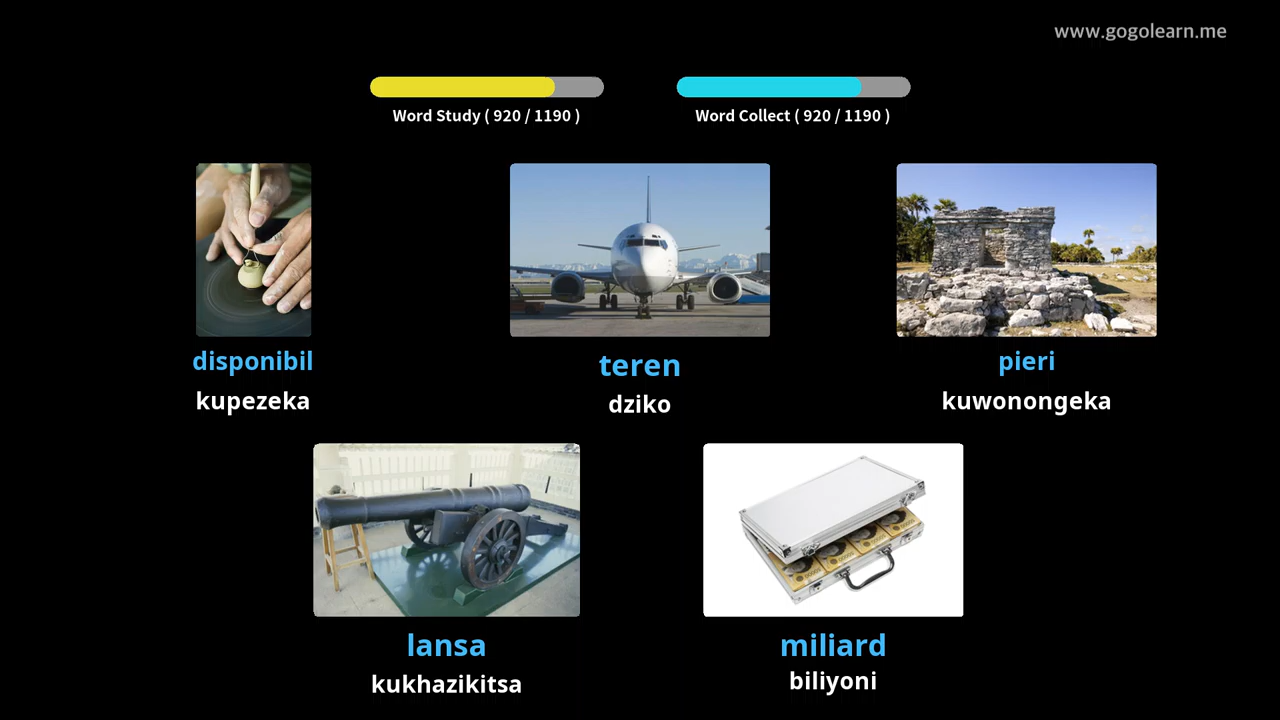 www.gogolearn.me
Word Study ( 920 / 1190 )
Word Collect ( 920 / 1190 )
disponibil
kupezeka
teren
dziko
pieri
kuwonongeka
lansa
kukhazikitsa
miliard
biliyoni